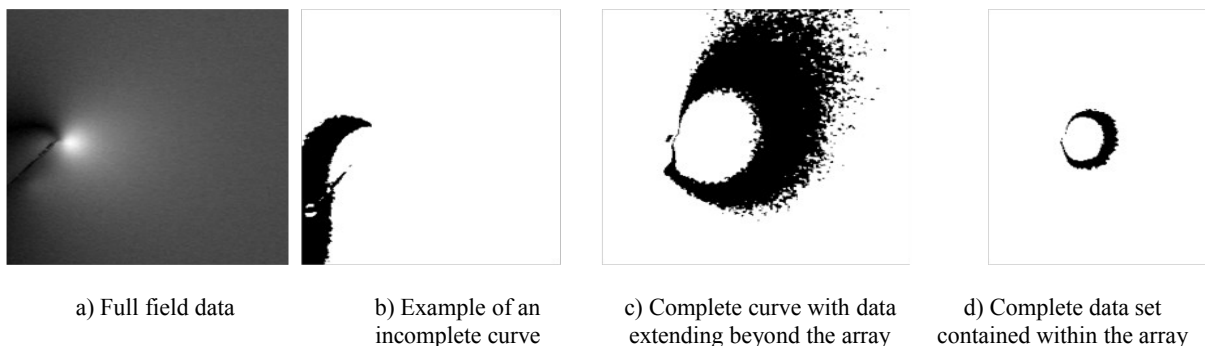 a) Full field data
b) Example of an
incomplete curve
c) Complete curve with data
extending beyond the array
d) Complete data set
contained within the array